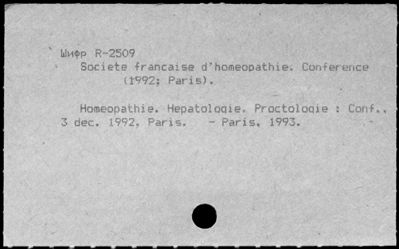 Шифр R-2509
Societe francaise d'homeopathie. Conference
(1992; Paris).
Homeopathie. Hepatologie. Proctologie : Conf.,
3 dec. 1992, Paris. - Paris, 1993. -